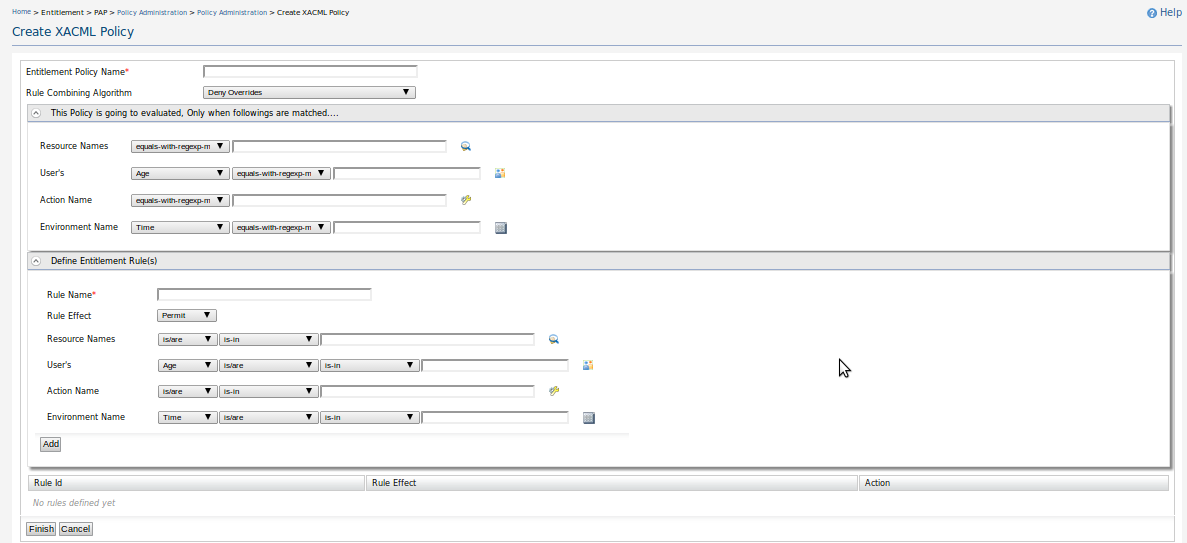 Home > Entitlement > PAP > Policy Administration > Policy Administration > Create XACML Policy
Help
Create XACML Policy
Entitlement Policy Name*
Rule Combining Algorithm Deny Overrides
This Policy is going to evaluated, Only when followings are matched....
Resource Names equals-with-regexp-m
User's Age equals-with-regexp-m
Action Name equals-with-regexp-m
Environment Name Time equals-with-regexp-m
Define Entitlement Rule(s)
Rule Name*
Rule Effect Permit
Resource Names is/are is-in
User's Age is/are is-in
Action Name is/are is-in
Environment Name Time is/are is-in
Add
Rule Id Rule Effect Action
No rules defined yet
Finish Cancel